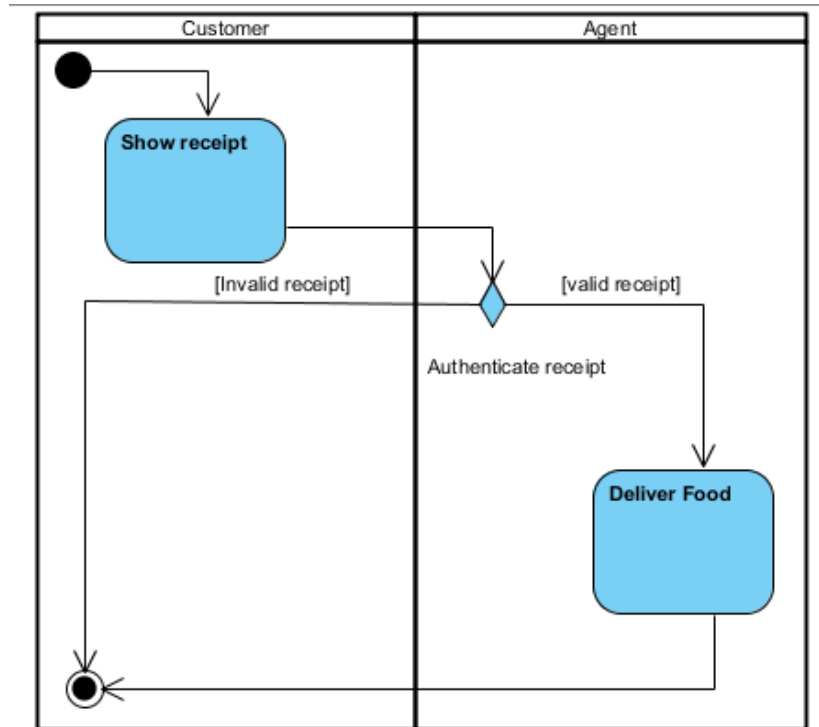 Customer
Agent
Show receipt
[Invalid receipt]
[valid receipt]
Authenticate receipt
Deliver Food